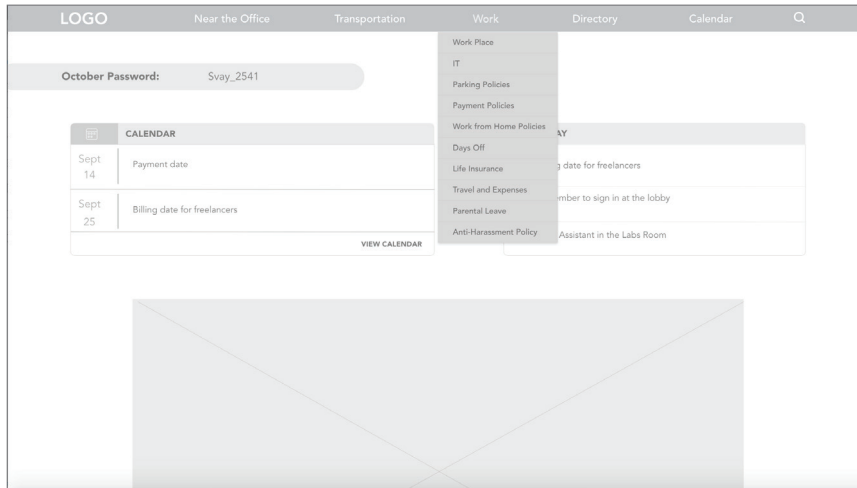 LOGO Near the Office Transportation Work Directory Calendar
Work Place
IT
Parking Policies
Payment Policies
Work from Home Policies
Days Off
Life Insurance
Travel and Expenses
Parental Leave
Anti-Harassment Policy
October Password: Svay_2541
CALENDAR
Sept 14 Payment date
Sept 25 Billing date for freelancers
VIEW CALENDAR
AY
g date for freelancers
mber to sign in at the lobby
Assistant in the Labs Room